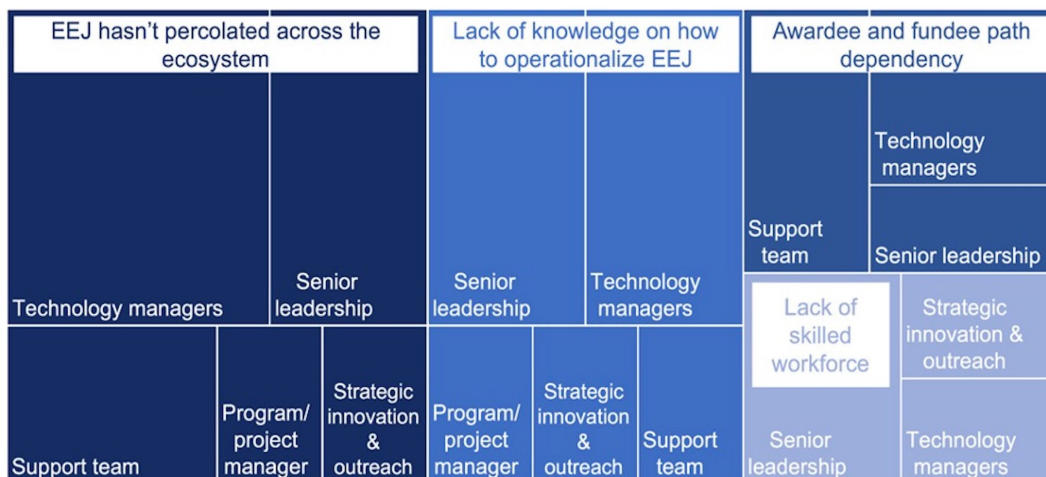 EEJ hasn't percolated across the
ecosystem
Technology managers
Senior
leadership
Support team
Program/
project
manager
Strategic
innovation
&
outreach
Lack of knowledge on how
to operationalize EEJ
Senior
leadership
Technology
managers
Program/
project
manager
Strategic
innovation
&
outreach
Support
team
Awardee and fundee path
dependency
Support
team
Technology
managers
Senior leadership
Lack of
skilled
workforce
Senior
leadership
Strategic
innovation &
outreach
Technology
managers